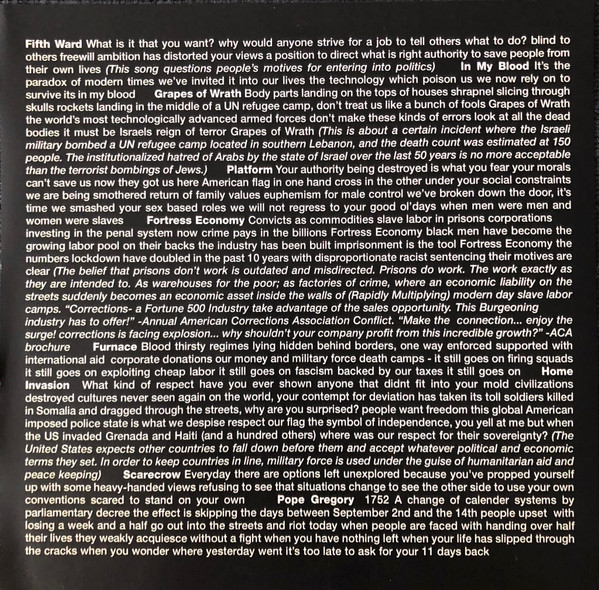 Fifth Ward What is it that you want? why would anyone strive for a job to tell others what to do? blind to
others freewill ambition has distorted your views a position to direct what is right authority to save people from
their own lives (This song questions people's motives for entering into politics) In My Blood It's the
paradox of modern times we've invited it into our lives the technology which poison us we now rely on to
survive its in my blood Grapes of Wrath Body parts landing on the tops of houses shrapnel slicing through
skulls rockets landing in the middle of a UN refugee camp, don't treat us like a bunch of fools Grapes of Wrath
the world's most technologically advanced armed forces don't make these kinds of errors look at all the dead
bodies it must be Israels reign of terror Grapes of Wrath (This is about a certain incident where the Israeli
military bombed a UN refugee camp located in southern Lebanon, and the death count was estimated at 150
people. The institutionalized hatred of Arabs by the state of Israel over the last 50 years is no more acceptable
than the terrorist bombings of Jews.) Platform Your authority being destroyed is what you fear your morals
can't save us now they got us here American flag in one hand cross in the other under your social constraints
we are being smothered return of family values euphemism for male control we've broken down the door, it's
time we smashed your sex based roles we will not regress to your good ol'days when men were men and
women were slaves Fortress Economy Convicts as commodities slave labor in prisons corporations
investing in the penal system now crime pays in the billions Fortress Economy black men have become the
growing labor pool on their backs the industry has been built imprisonment is the tool Fortress Economy the
numbers lockdown have doubled in the past 10 years with disproportionate racist sentencing their motives are
clear (The belief that prisons don't work is outdated and misdirected. Prisons do work. The work exactly as
they are intended to. As warehouses for the poor; as factories of crime, where an economic liability on the
streets suddenly becomes an economic asset inside the walls of (Rapidly Multiplying) modern day slave labor
camps. "Corrections- a Fortune 500 Industry take advantage of the sales opportunity. This Burgeoning
industry has to offer!" -Annual American Corrections Association Conflict. "Make the connection... enjoy the
surge! corrections is facing explosion... why shouldn't your company profit from this incredible growth?" -ACA
brochure Furnace Blood thirsty regimes lying hidden behind borders, one way enforced supported with
international aid corporate donations our money and military force death camps - it still goes on firing squads
it still goes on exploiting cheap labor it still goes on fascism backed by our taxes it still goes on Home
Invasion What kind of respect have you ever shown anyone that didnt fit into your mold civilizations
destroyed cultures never seen again on the world, your contempt for deviation has taken its toll soldiers killed
in Somalia and dragged through the streets, why are you surprised? people want freedom this global American
imposed police state is what we despise respect our flag the symbol of independence, you yell at me but when
the US invaded Grenada and Haiti (and a hundred others) where was our respect for their sovereignty? (The
United States expects other countries to fall down before them and accept whatever political and economic
terms they set. In order to keep countries in line, military force is used under the guise of humanitarian aid and
peace keeping) Scarecrow Everyday there are options left unexplored because you've propped yourself
up with some heavy-handed views refusing to see that situations change to see the other side to use your own
conventions scared to stand on your own Pope Gregory 1752 A change of calender systems by
parliamentary decree the effect is skipping the days between September 2nd and the 14th people upset with
losing a week and a half go out into the streets and riot today when people are faced with handing over half
their lives they weakly acquiesce without a fight when you have nothing left when your life has slipped through
the cracks when you wonder where yesterday went it's too late to ask for your 11 days back